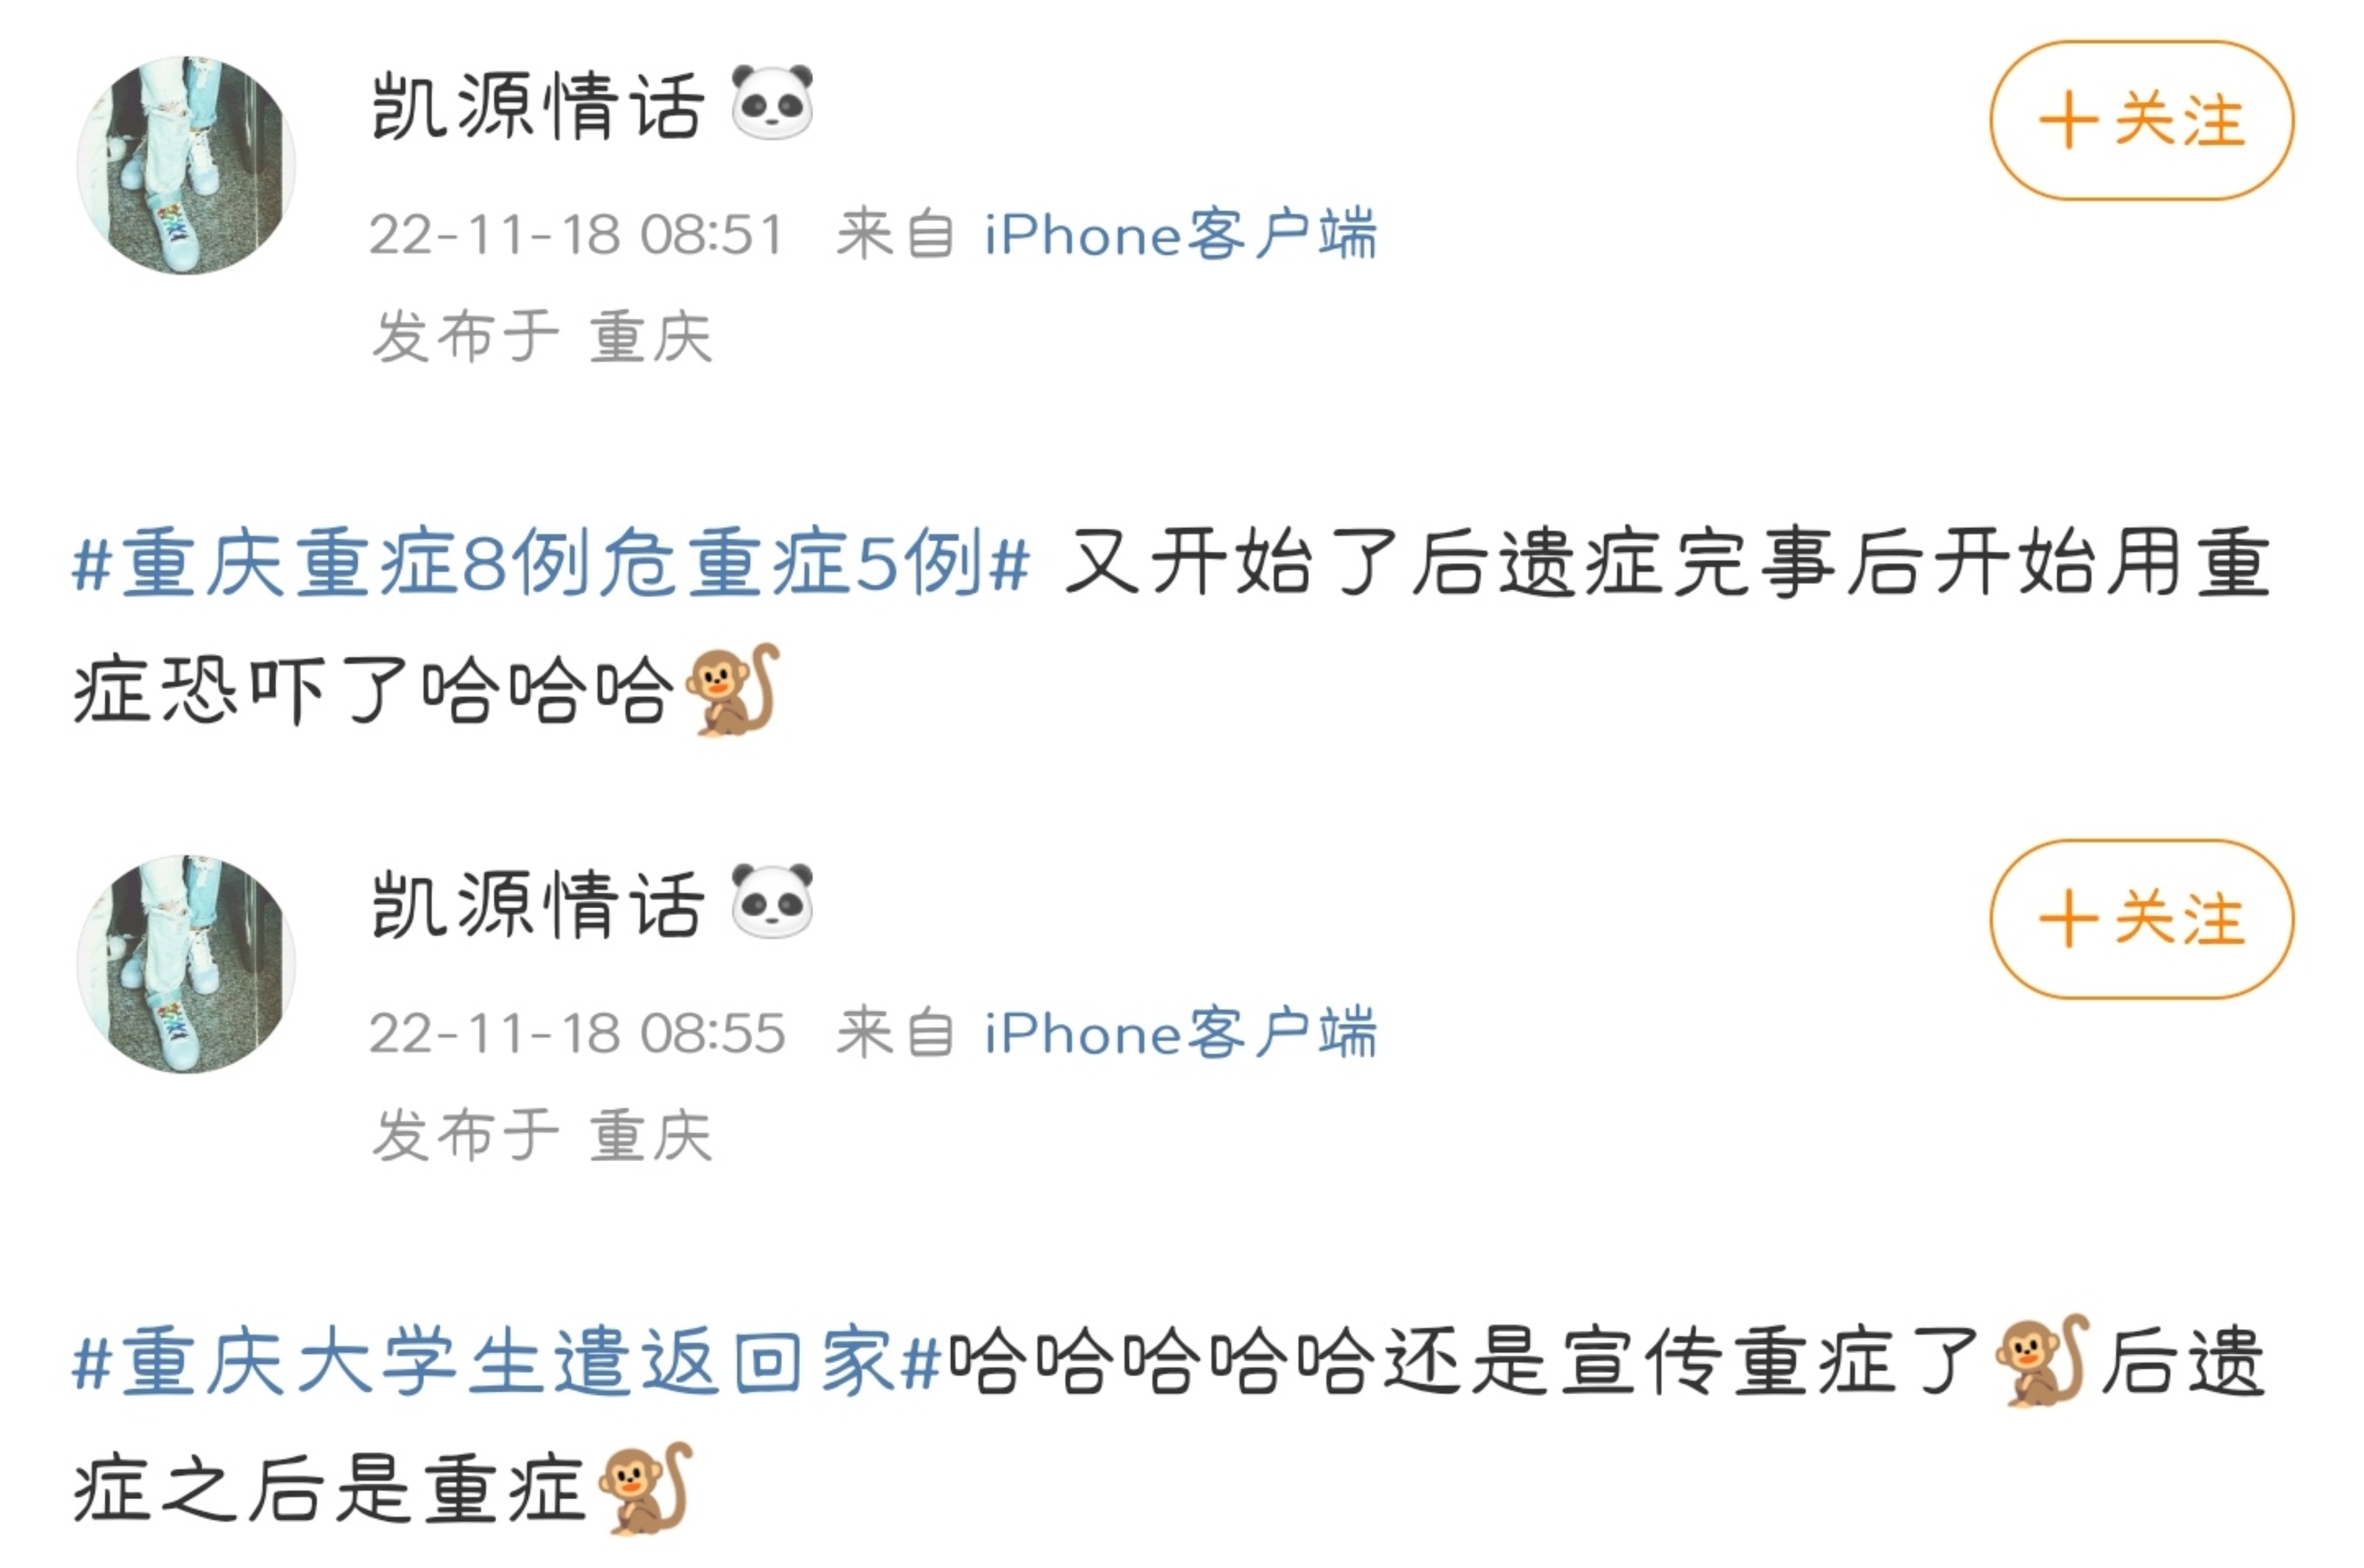 凯源情话🐼
+关注
22-11-18 08:51 来自 iPhone客户端
发布于 重庆
#重庆重症8例危重症5例# 又开始了后遗症完事后开始用重
症恐吓了哈哈哈🐒
凯源情话🐼
+关注
22-11-18 08:55 来自 iPhone客户端
发布于 重庆
#重庆大学生遣返回家#哈哈哈哈哈还是宣传重症了🐒后遗
症之后是重症🐒